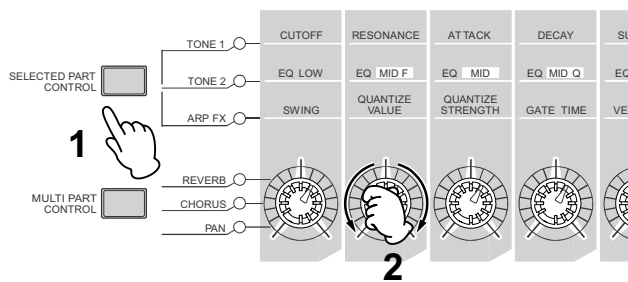 TONE 1
CUTOFF RESONANCE ATTACK DECAY
SELECTED PART
CONTROL
TONE 2
EQ LOW EQ MID F EQ MID EQ MID Q EQ
ARP FX
SWING QUANTIZE
VALUE QUANTIZE
STRENGTH GATE TIME
1
MULTI PART
CONTROL
REVERB
CHORUS
PAN
2